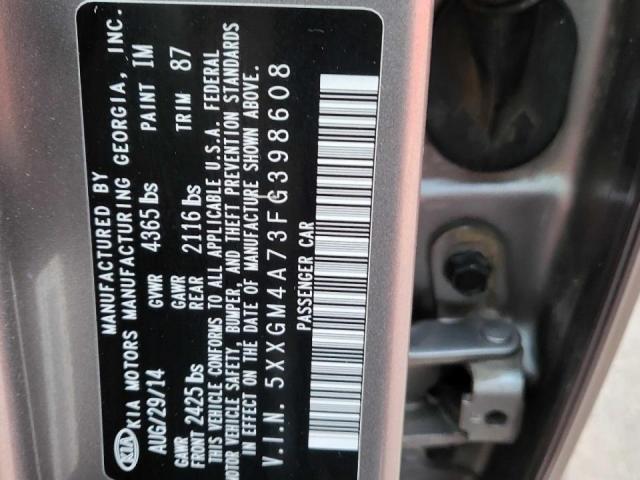 KIA
MANUFACTURED BY
KIA MOTORS MANUFACTURING GEORGIA, INC.
AUG/29/14 GVWR 4365 lbs PAINT IM
GAWR FRONT 2425 lbs GAWR REAR 2116 lbs TRIM 87
THIS VEHICLE CONFORMS TO ALL APPLICABLE U.S.A. FEDERAL
MOTOR VEHICLE SAFETY, BUMPER, AND THEFT PREVENTION STANDARDS
IN EFFECT ON THE DATE OF MANUFACTURE SHOWN ABOVE.
V.I.N. 5XXGM4A73FG398608
PASSENGER CAR